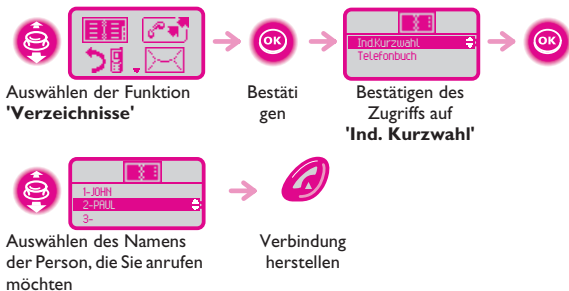 OK
Ind.Kurzwahl
Telefonbuch
OK
Auswählen der Funktion
'Verzeichnisse'
Bestäti
gen
Bestätigen des
Zugriffs auf
'Ind. Kurzwahl'
1-JOHN
2-PAUL
3-
Auswählen des Namens
der Person, die Sie anrufen
möchten
Verbindung
herstellen